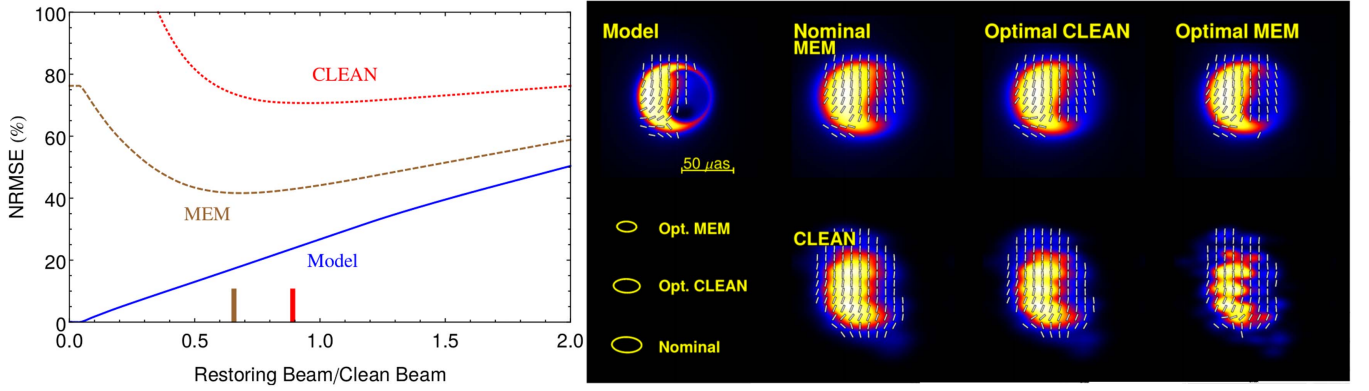 100
80
60
40
20
0
NRMSE (%)
CLEAN
MEM
Model
0.0
0.5
1.0
1.5
2.0
Restoring Beam/Clean Beam
Model
Nominal
MEM
Optimal CLEAN
Optimal MEM
50 μas
Opt. MEM
Opt. CLEAN
Nominal
CLEAN